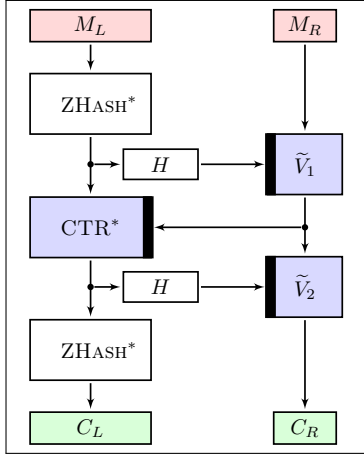 M_L M_R
ZHASH*
H Ṽ_1
CTR*
H Ṽ_2
ZHASH*
C_L C_R